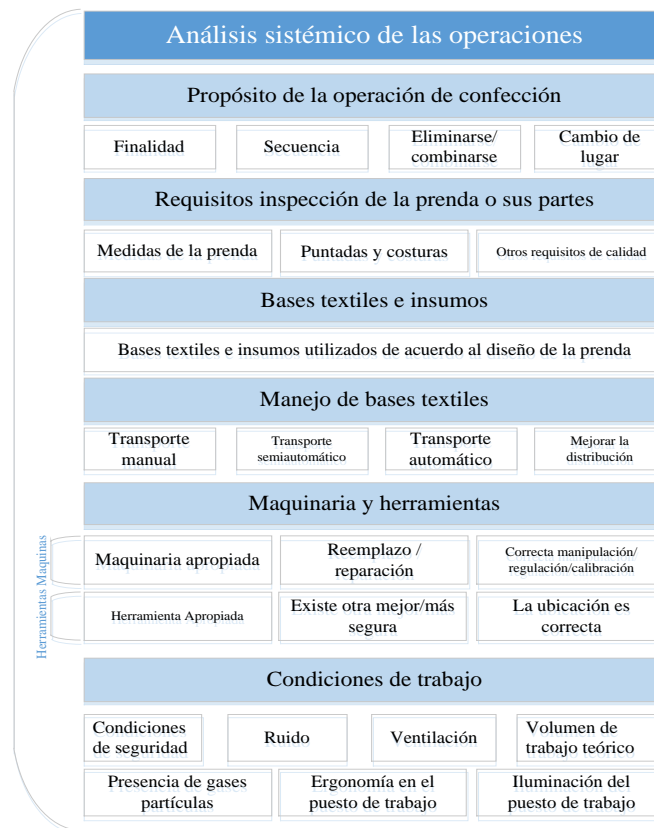 Análisis sistémico de las operaciones
Propósito de la operación de confección
Finalidad
Secuencia
Eliminarse/
combinarse
Cambio de
lugar
Requisitos inspección de la prenda o sus partes
Medidas de la prenda
Puntadas y costuras
Otros requisitos de calidad
Bases textiles e insumos
Bases textiles e insumos utilizados de acuerdo al diseño de la prenda
Manejo de bases textiles
Transporte
manual
Transporte
semiautomático
Transporte
automático
Mejorar la
distribución
Maquinaria y herramientas
Maquinas
Maquinaria apropiada
Reemplazo /
reparación
Correcta manipulación/
regulación/calibración
Herramientas
Herramienta Apropiada
Existe otra mejor/más
segura
La ubicación es
correcta
Condiciones de trabajo
Condiciones
de seguridad
Ruido
Ventilación
Volumen de
trabajo teórico
Presencia de gases
partículas
Ergonomía en el
puesto de trabajo
Iluminación del
puesto de trabajo